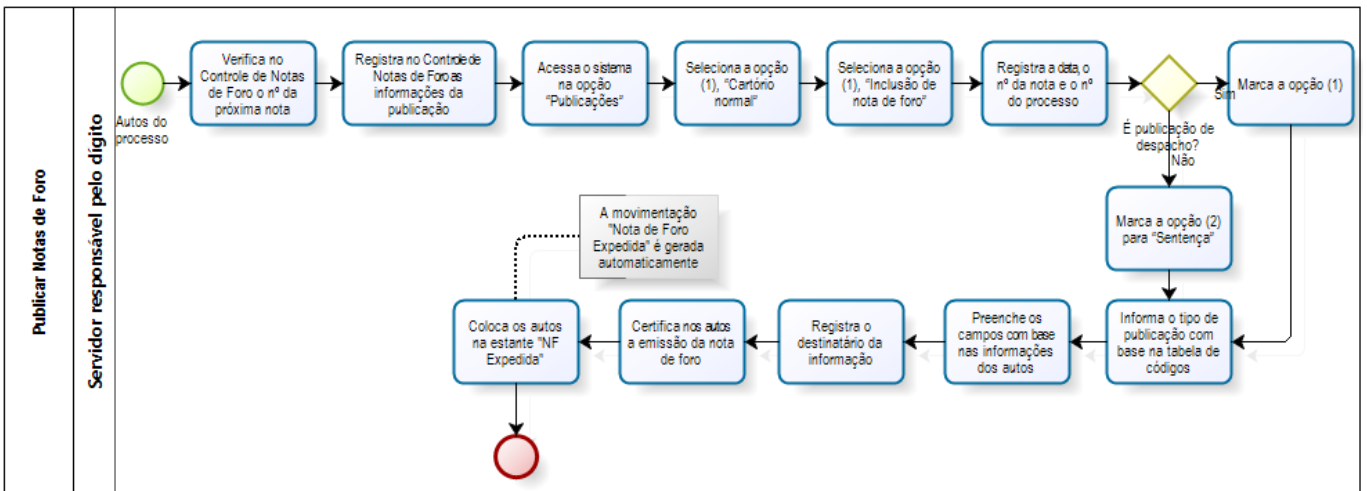 Publicar Notas de Foro
Servidor responsável pelo dígito
Autos do
processo
Verifica no
Controle de Notas
de Foro o nº da
próxima nota
Registra no Controle de
Notas de Foro as
informações da
publicação
Acessa o sistema
na opção
"Publicações"
Seleciona a opção
(1), "Cartório
normal"
Seleciona a opção
(1), "Inclusão de
nota de foro"
Registra a data, o
nº da nota e o nº
do processo
É publicação de
despacho?
Sim
Não
Marca a opção (1)
Marca a opção (2)
para "Sentença"
Informa o tipo de
publicação com
base na tabela de
códigos
Preenche os
campos com base
nas informações
dos autos
Registra o
destinatário da
informação
Certifica nos autos
a emissão da nota
de foro
Coloca os autos
na estante "NF
Expedida"
A movimentação
"Nota de Foro
Expedida" é gerada
automaticamente